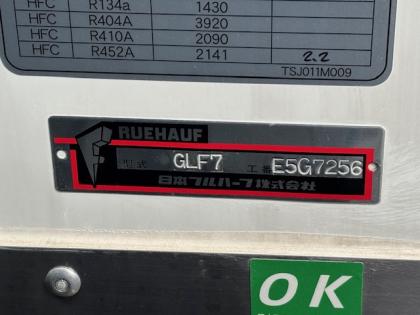 HFC R134a 1430
HFC R404A 3920
HFC R410A 2090
HFC R452A 2141 2.2
TSJ011M009
FRUEHAUF
型式 GLF7 工番 E5G7256
日本フルハーフ株式会社
OK